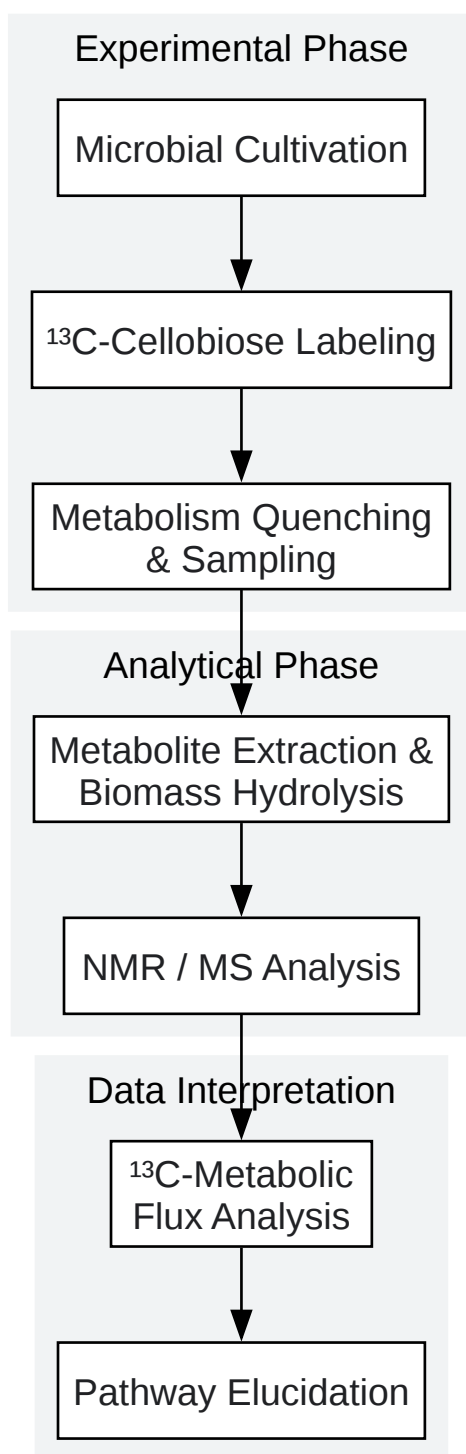 Experimental Phase
Microbial Cultivation
¹³C-Cellobiose Labeling
Metabolism Quenching
& Sampling
Analytical Phase
Metabolite Extraction &
Biomass Hydrolysis
NMR / MS Analysis
Data Interpretation
¹³C-Metabolic
Flux Analysis
Pathway Elucidation